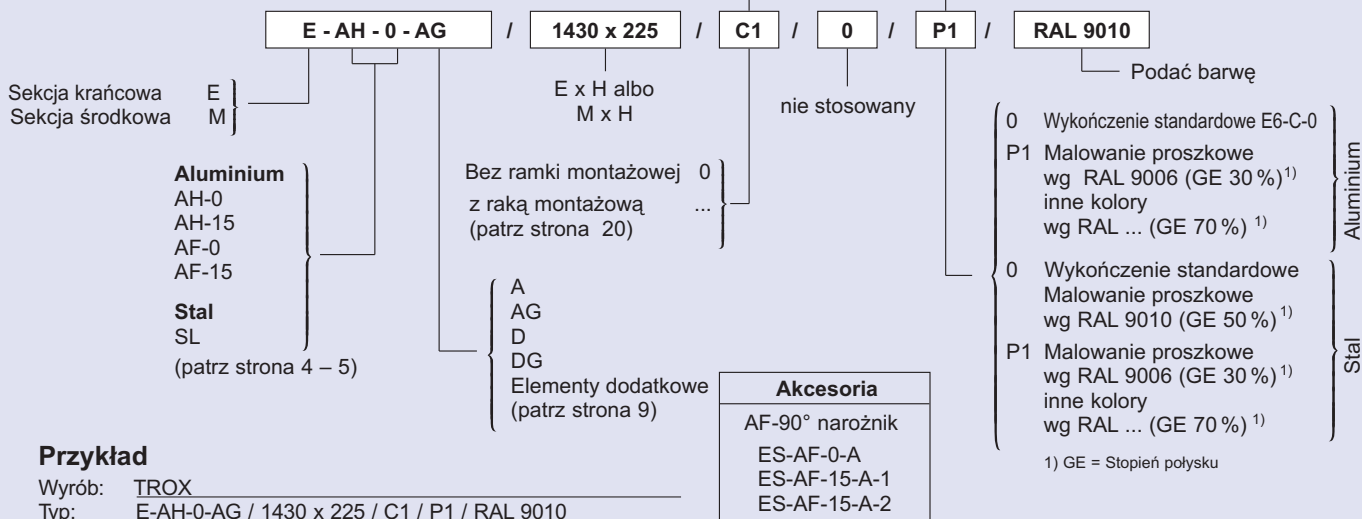 E - AH - 0 - AG / 1430 x 225 / C1 / 0 / P1 / RAL 9010
Sekcja krańcowa E
Sekcja środkowa M
E x H albo
M x H
nie stosowany
Podać barwę
Aluminium
AH-0
AH-15
AF-0
AF-15
Stal
SL
(patrz strona 4 – 5)
Bez ramki montażowej 0
z raką montażową ...
(patrz strona 20)
A
AG
D
DG
Elementy dodatkowe
(patrz strona 9)
0 Wykończenie standardowe E6-C-0
P1 Malowanie proszkowe
wg RAL 9006 (GE 30 %) 1)
inne kolory
wg RAL ... (GE 70 %) 1)
Aluminium
0 Wykończenie standardowe
Malowanie proszkowe
wg RAL 9010 (GE 50 %) 1)
P1 Malowanie proszkowe
wg RAL 9006 (GE 30 %) 1)
inne kolory
wg RAL ... (GE 70 %) 1)
Stal
1) GE = Stopień połysku
Akcesoria
AF-90° narożnik
ES-AF-0-A
ES-AF-15-A-1
ES-AF-15-A-2
Przykład
Wyrób: TROX
Typ: E-AH-0-AG / 1430 x 225 / C1 / P1 / RAL 9010